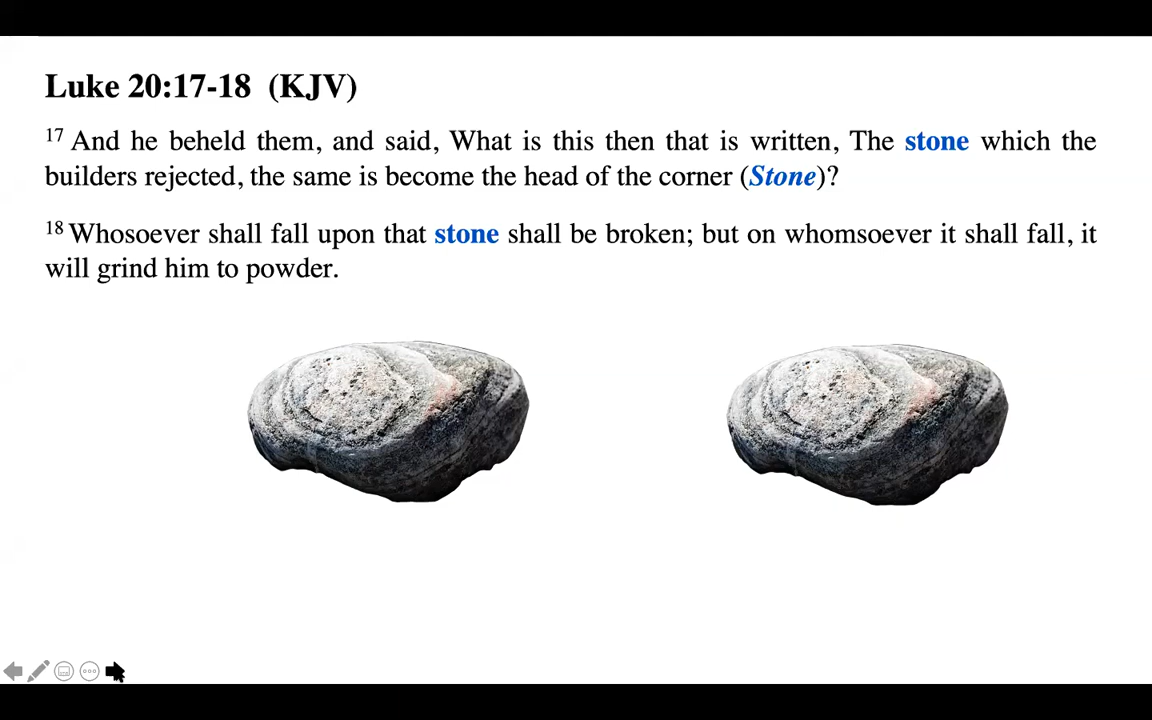 Luke 20:17-18 (KJV)
17 And he beheld them, and said, What is this then that is written, The stone which the
builders rejected, the same is become the head of the corner (Stone)?
18 Whosoever shall fall upon that stone shall be broken; but on whomsoever it shall fall, it
will grind him to powder.